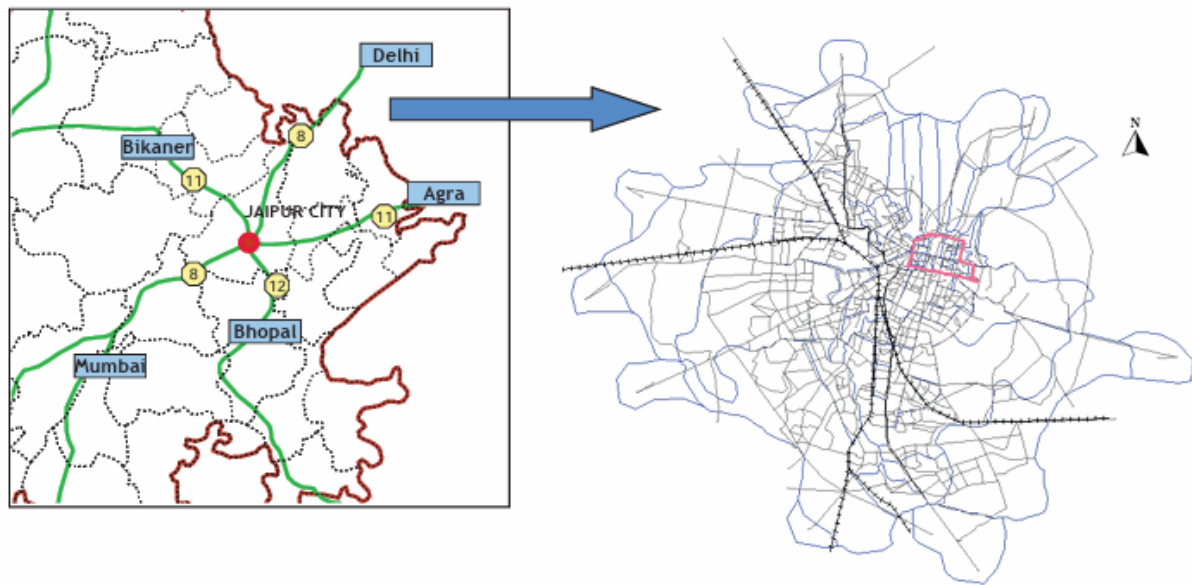 Delhi
8
Bikaner
11
Agra
JAIPUR CITY
11
8
12
Bhopal
Mumbai
N